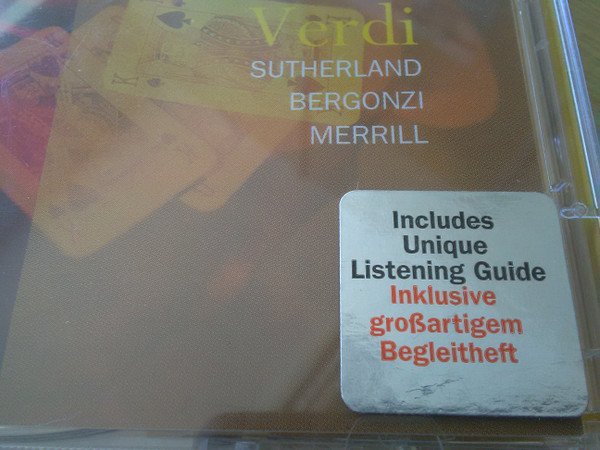 Verdi
SUTHERLAND
BERGONZI
MERRILL
Includes
Unique
Listening Guide
Inklusive
großartigem
Begleitheft